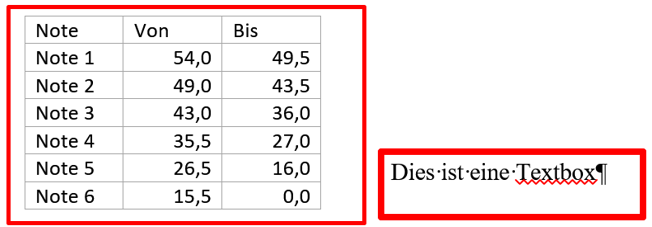 Note Von Bis
Note 1 54,0 49,5
Note 2 49,0 43,5
Note 3 43,0 36,0
Note 4 35,5 27,0
Note 5 26,5 16,0
Note 6 15,5 0,0
Dies·ist·eine·Textbox¶